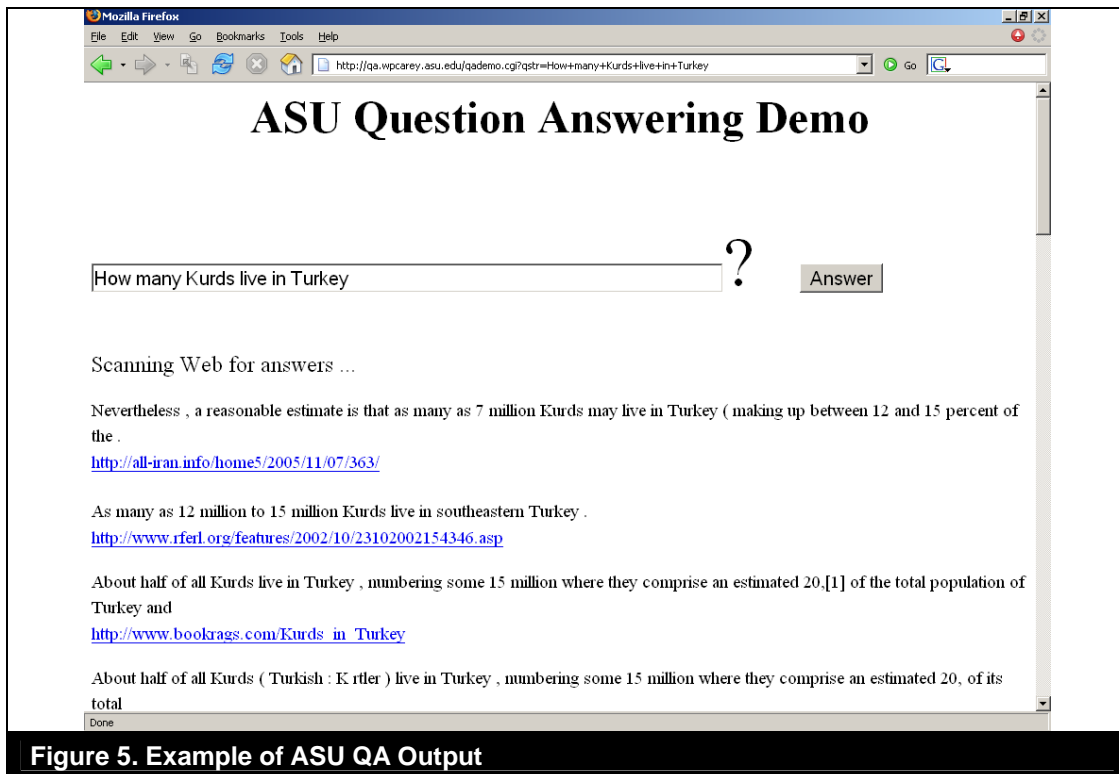 Mozilla Firefox
File Edit View Go Bookmarks Tools Help
http://qa.wpcarey.asu.edu/qademo.cgi?qstr=How+many+Kurds+live+in+Turkey Go G
ASU Question Answering Demo
How many Kurds live in Turkey ? Answer
Scanning Web for answers ...
Nevertheless , a reasonable estimate is that as many as 7 million Kurds may live in Turkey ( making up between 12 and 15 percent of
the .
http://all-iran.info/home5/2005/11/07/363/
As many as 12 million to 15 million Kurds live in southeastern Turkey .
http://www.rferl.org/features/2002/10/23102002154346.asp
About half of all Kurds live in Turkey , numbering some 15 million where they comprise an estimated 20,[1] of the total population of
Turkey and
http://www.bookrags.com/Kurds_in_Turkey
About half of all Kurds ( Turkish : K rtler ) live in Turkey , numbering some 15 million where they comprise an estimated 20, of its
total
Done
Figure 5. Example of ASU QA Output